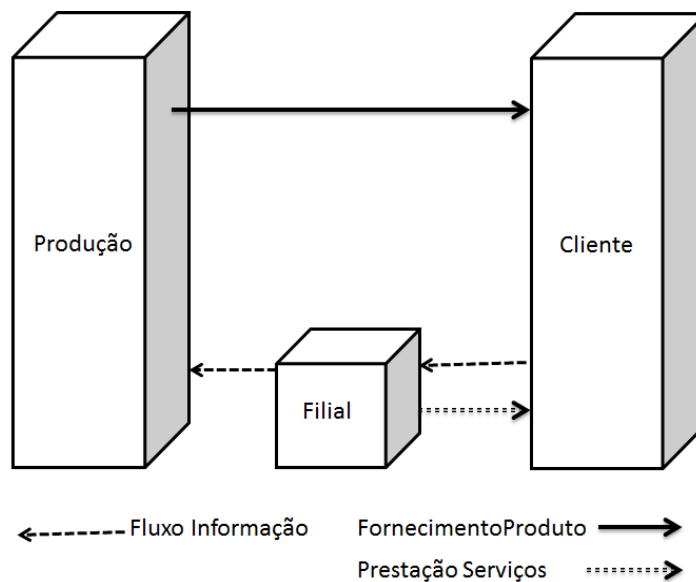 Produção
Cliente
Filial
Fluxo Informação
FornecimentoProduto
Prestação Serviços